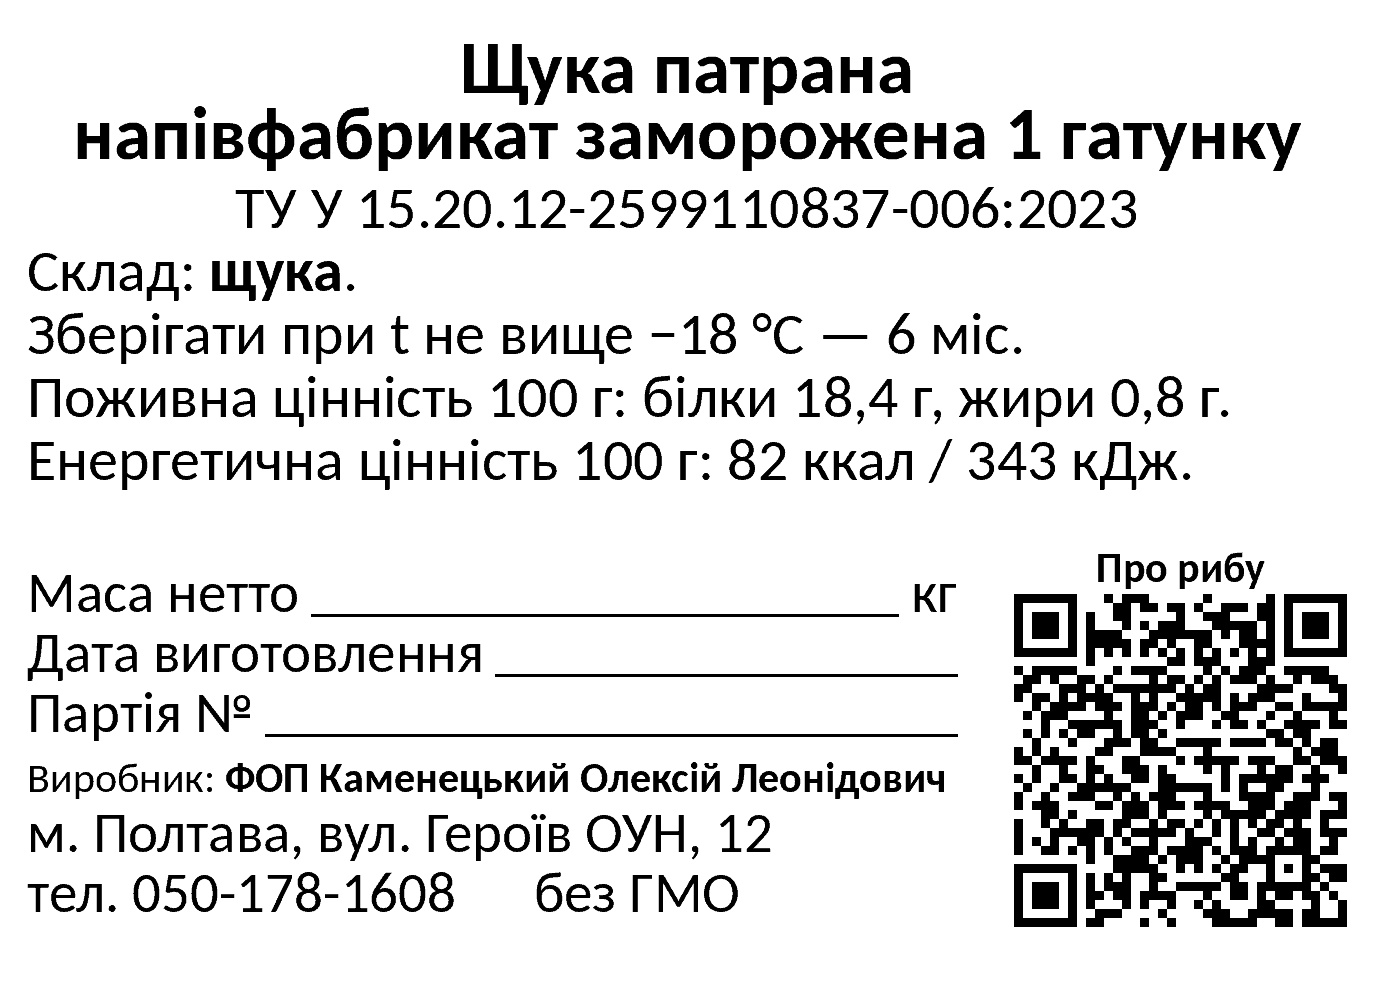 Щука патрана
напівфабрикат заморожена 1 гатунку
ТУ У 15.20.12-2599110837-006:2023
Склад: щука.
Зберігати при t не вище −18 °С — 6 міс.
Поживна цінність 100 г: білки 18,4 г, жири 0,8 г.
Енергетична цінність 100 г: 82 ккал / 343 кДж.
Про рибу
Маса нетто ____________________ кг
Дата виготовлення ________________
Партія № ________________________
Виробник: ФОП Каменецький Олексій Леонідович
м. Полтава, вул. Героїв ОУН, 12
тел. 050-178-1608 без ГМО